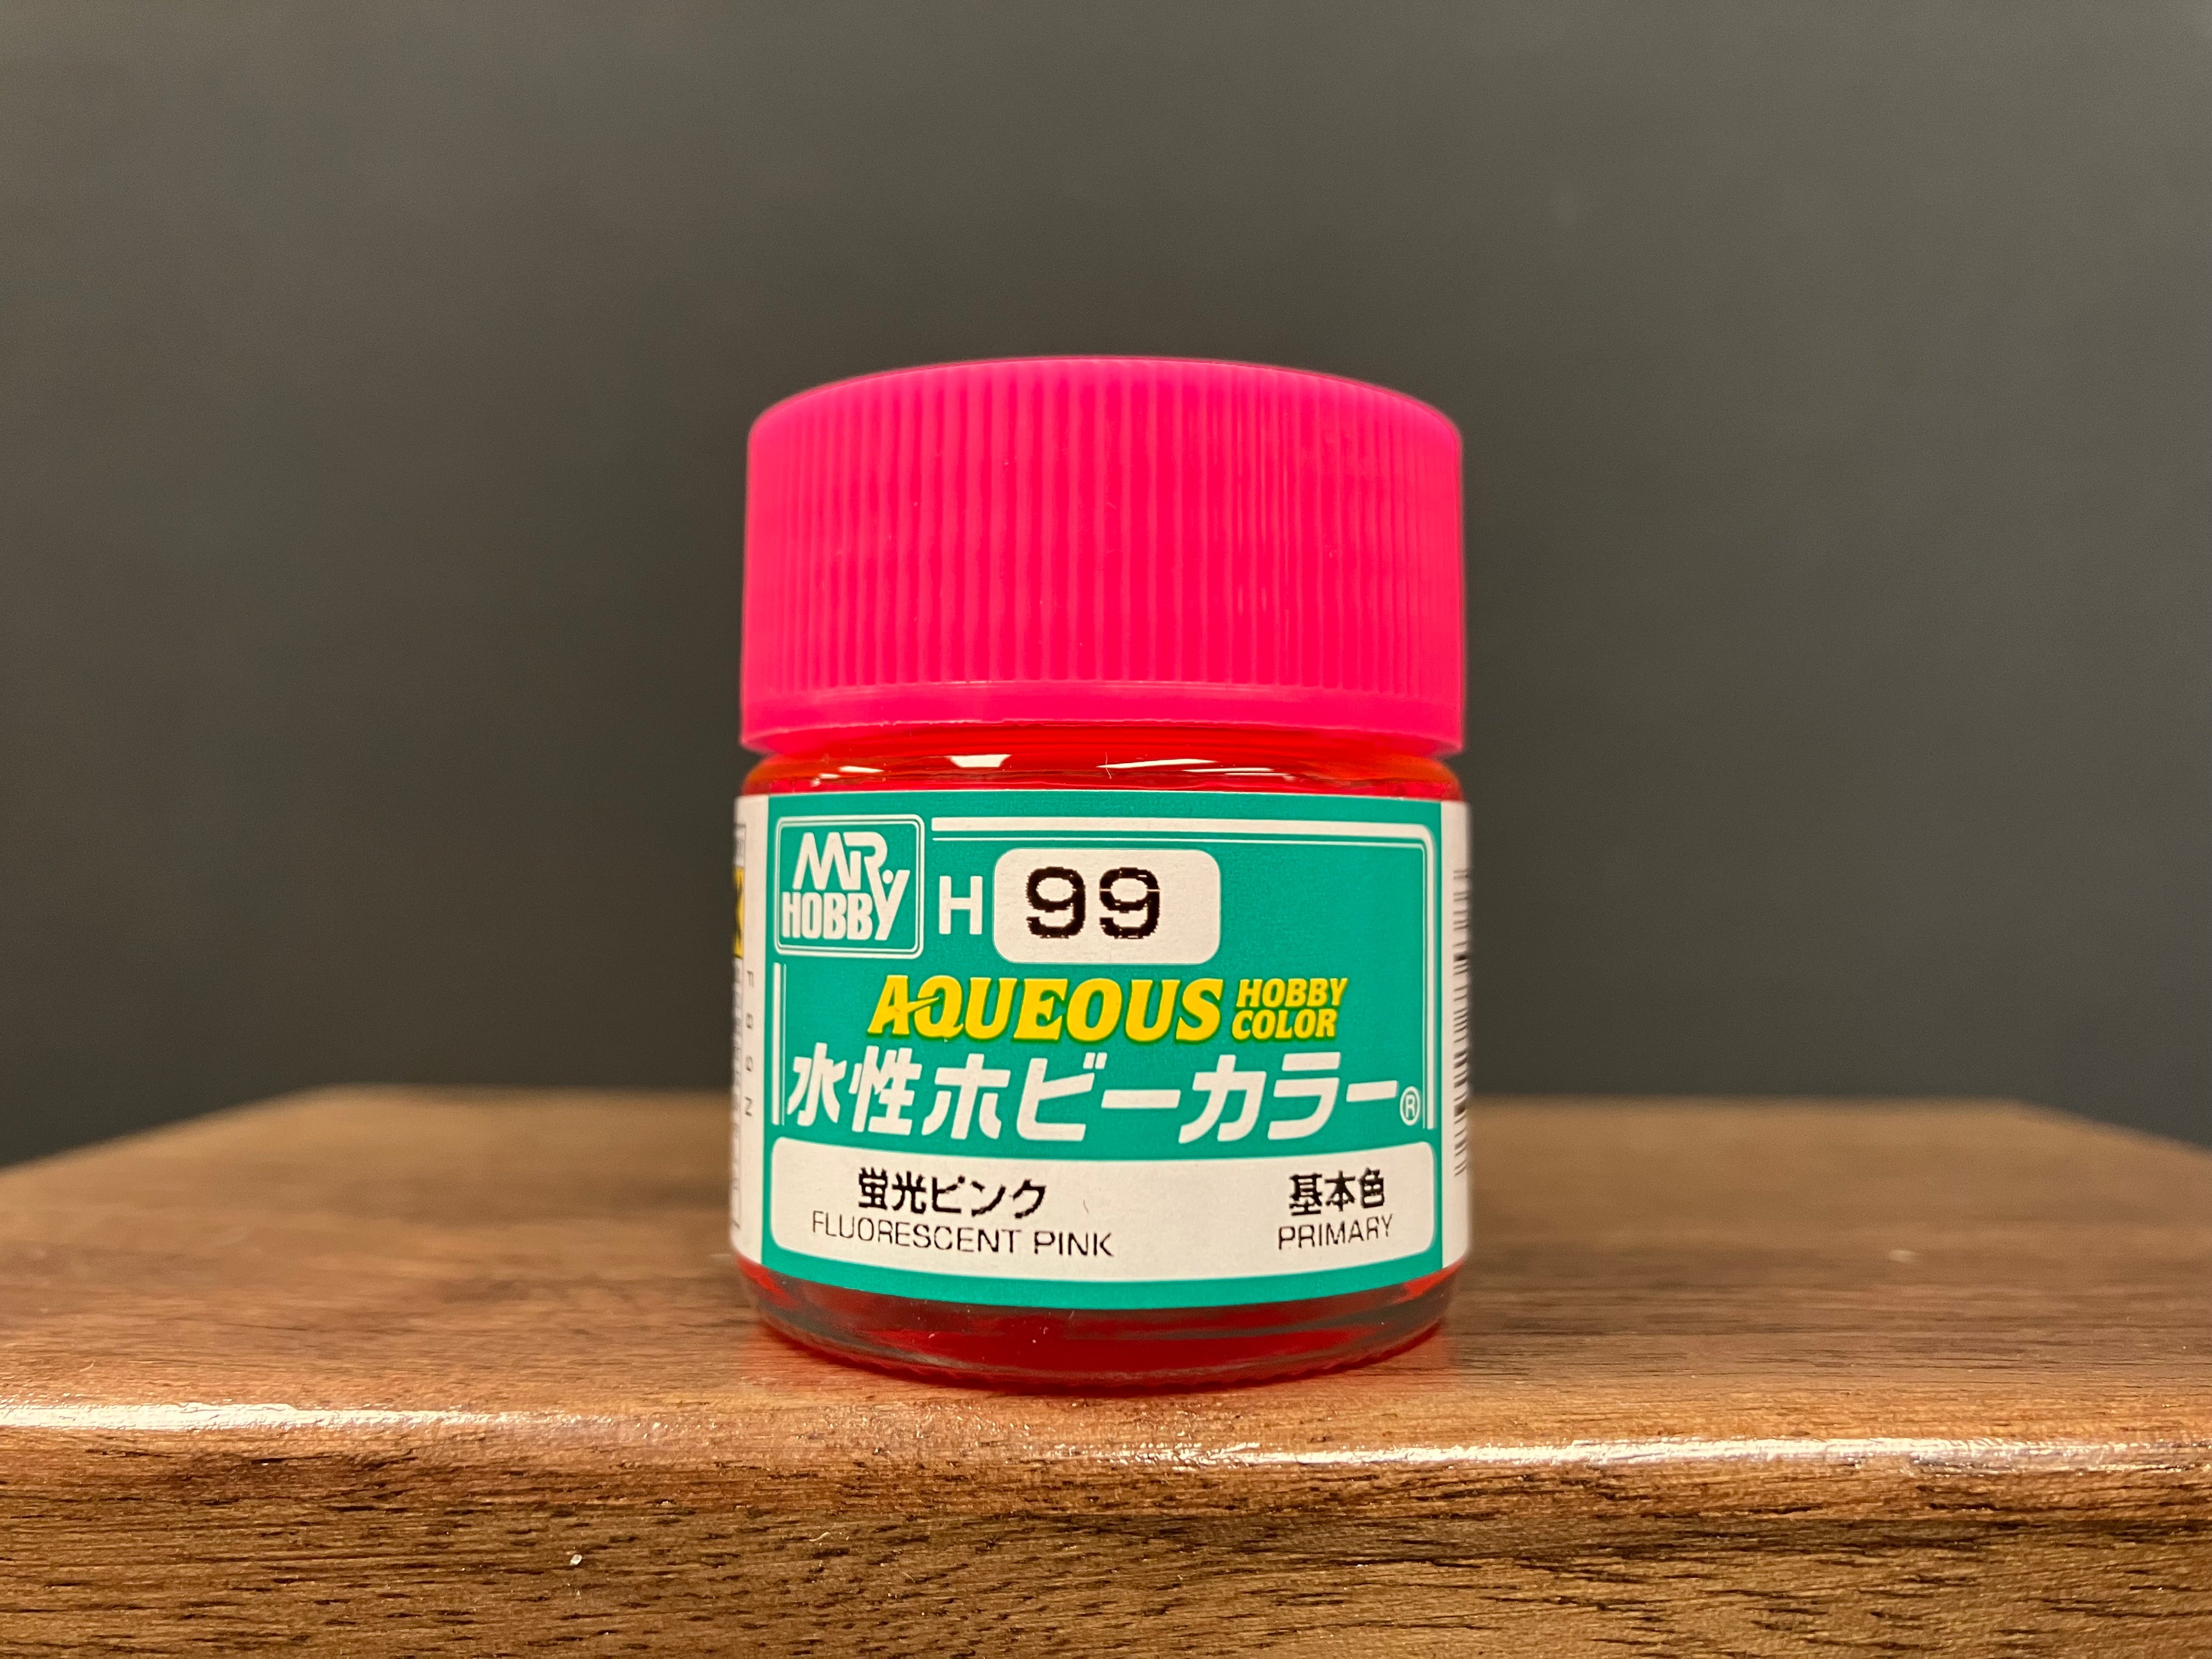 MR. HOBBY
H 99
AQUEOUS HOBBY COLOR
水性ホビーカラー®
蛍光ピンク 基本色
FLUORESCENT PINK PRIMARY